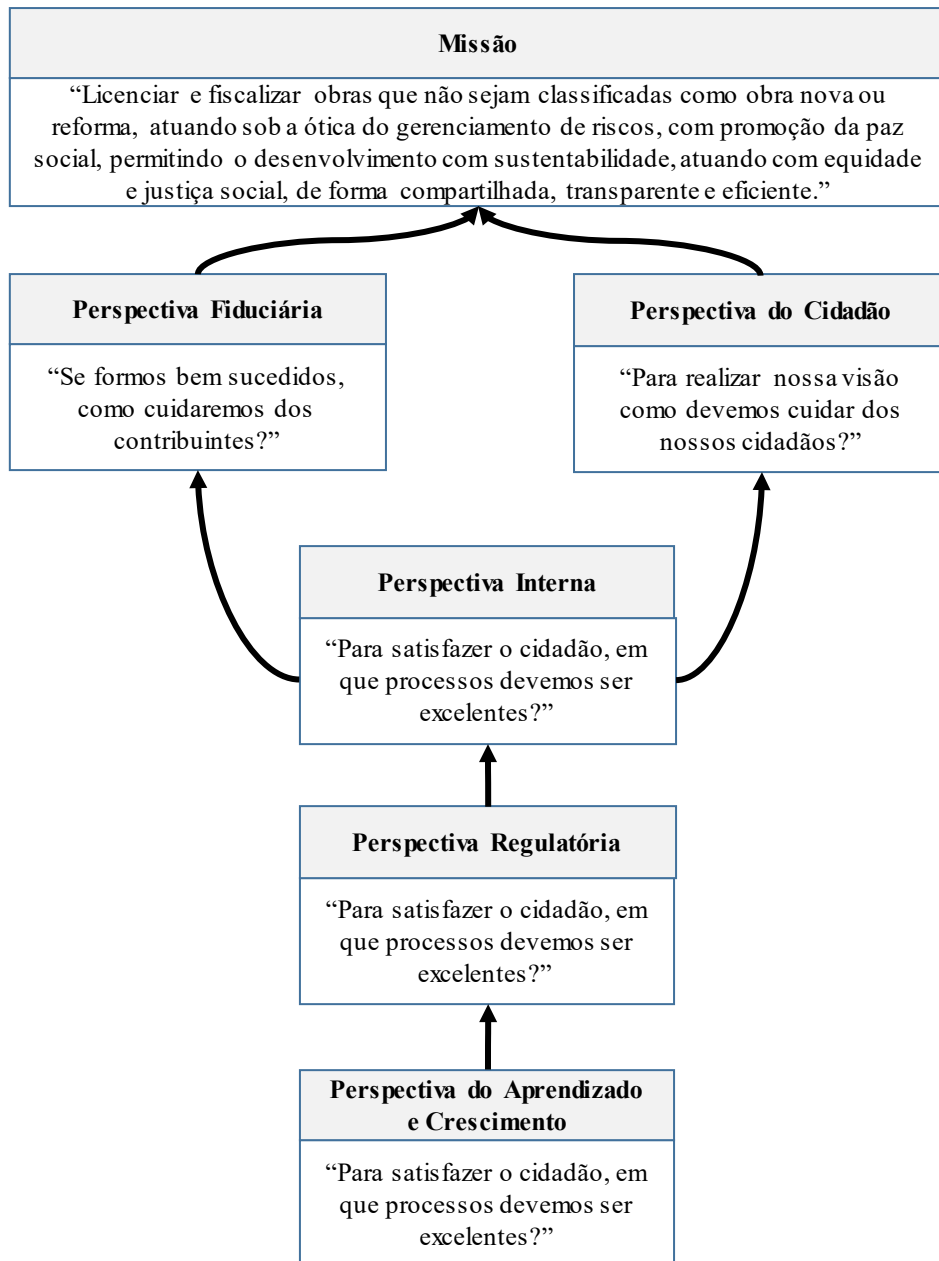 Missão
“Licenciar e fiscalizar obras que não sejam classificadas como obra nova ou
reforma, atuando sob a ótica do gerenciamento de riscos, com promoção da paz
social, permitindo o desenvolvimento com sustentabilidade, atuando com equidade
e justiça social, de forma compartilhada, transparente e eficiente.”
Perspectiva Fiduciária
“Se formos bem sucedidos,
como cuidaremos dos
contribuintes?”
Perspectiva do Cidadão
“Para realizar nossa visão
como devemos cuidar dos
nossos cidadãos?”
Perspectiva Interna
“Para satisfazer o cidadão, em
que processos devemos ser
excelentes?”
Perspectiva Regulatória
“Para satisfazer o cidadão, em
que processos devemos ser
excelentes?”
Perspectiva do Aprendizado
e Crescimento
“Para satisfazer o cidadão, em
que processos devemos ser
excelentes?”